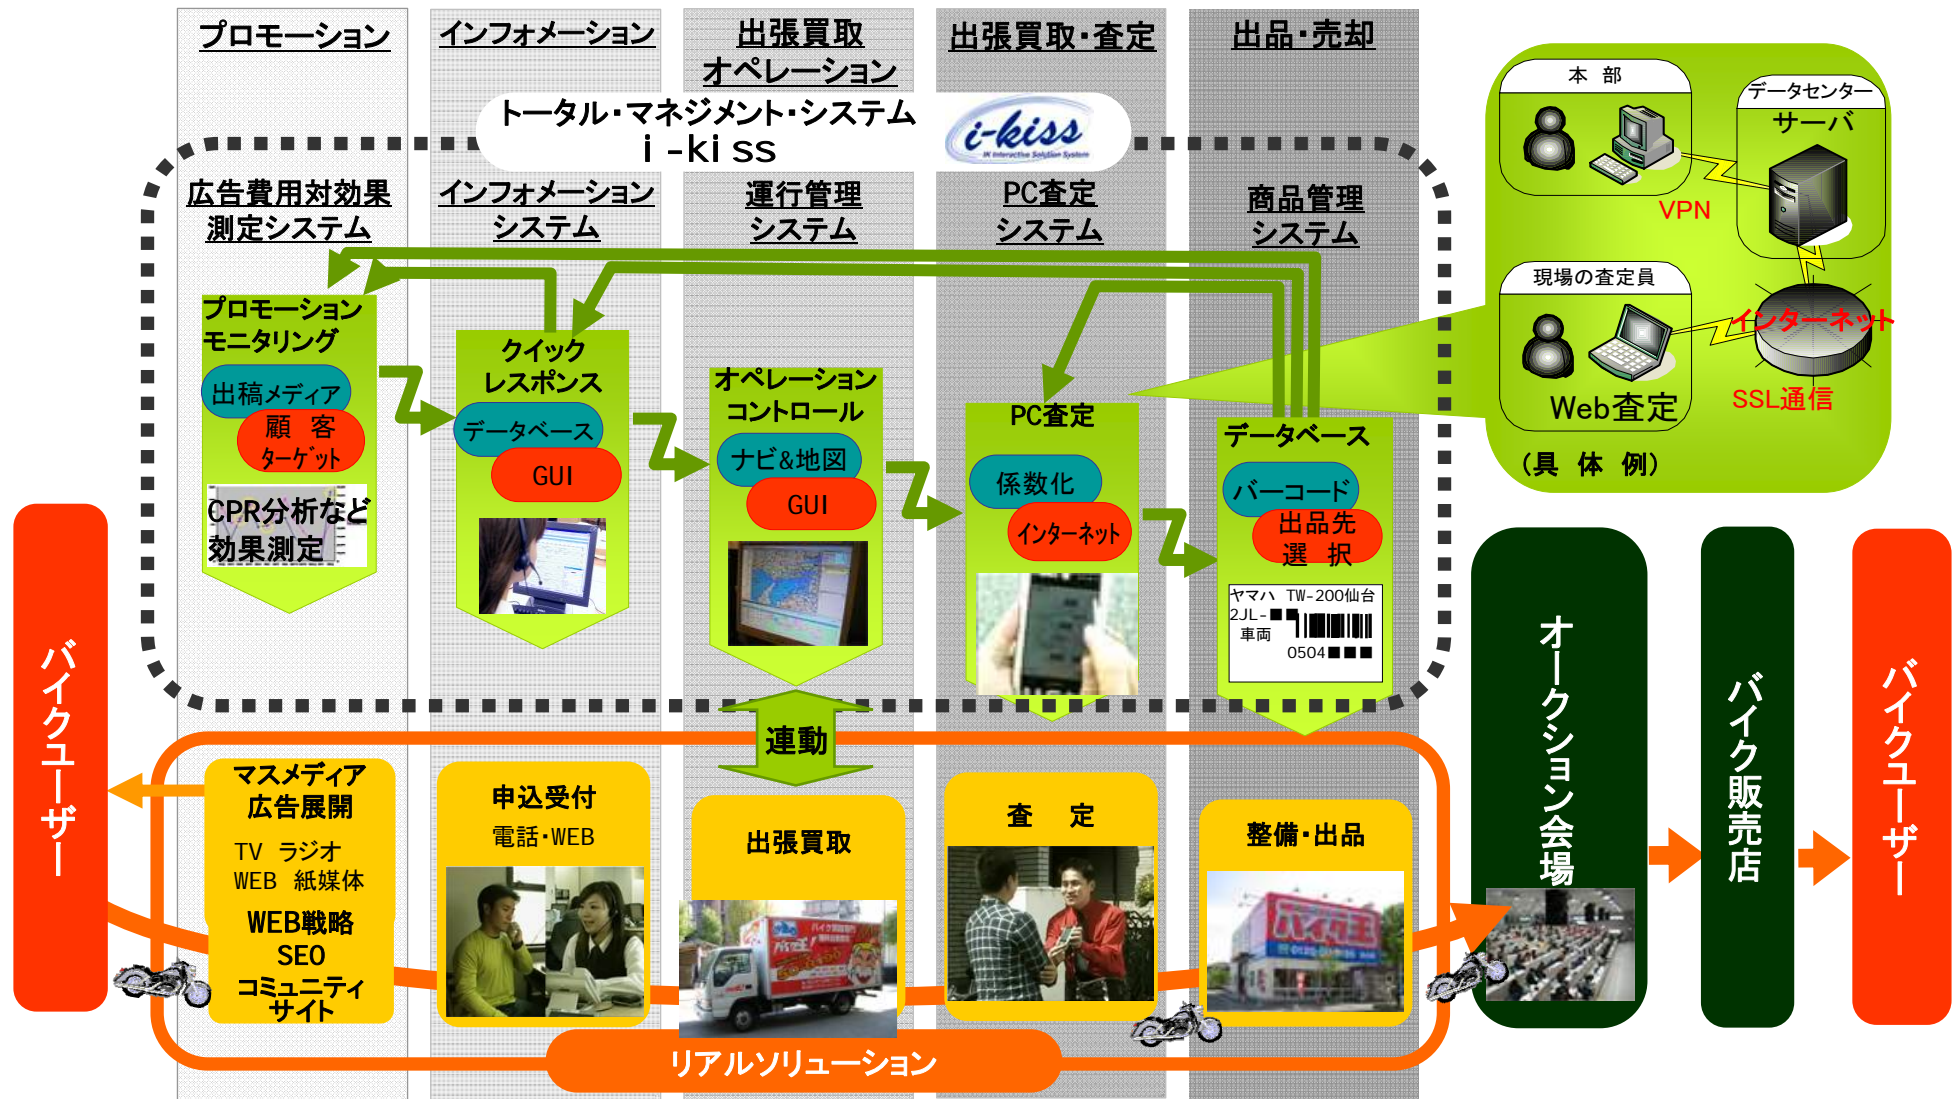 プロモーション
インフォメーション
出張買取
オペレーション
出張買取・査定
出品・売却
トータル・マネジメント・システム
i-kiss
i-kiss
IK Interactive Solution System
広告費用対効果
測定システム
インフォメーション
システム
運行管理
システム
PC査定
システム
商品管理
システム
プロモーション
モニタリング
出稿メディア
顧 客
ターゲット
CPR分析など
効果測定
クイック
レスポンス
データベース
GUI
オペレーション
コントロール
ナビ&地図
GUI
PC査定
係数化
インターネット
データベース
バーコード
出品先
選 択
ヤマハ TW-200仙台
2JL-■■
車両
0504■■■
本 部
データセンター
サーバ
VPN
現場の査定員
インターネット
Web査定
SSL通信
(具 体 例)
連動
バイクユーザー
マスメディア
広告展開
TV ラジオ
WEB 紙媒体
WEB戦略
SEO
コミュニティ
サイト
申込受付
電話・WEB
出張買取
査 定
整備・出品
バイク王
リアルソリューション
オークション会場
バイク販売店
バイクユーザー